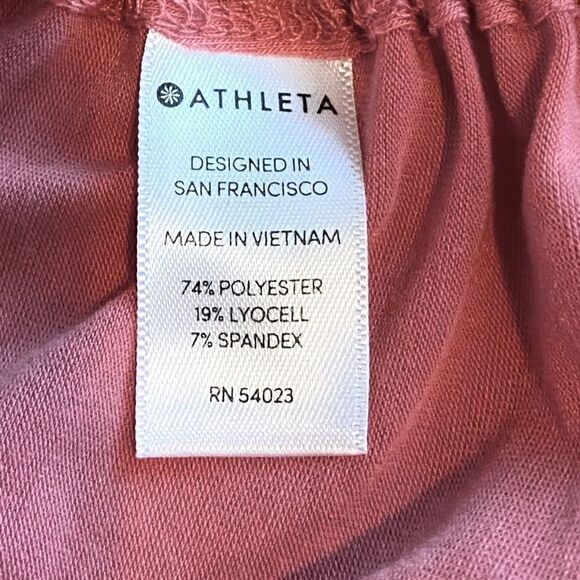 ATHLETA
DESIGNED IN
SAN FRANCISCO
MADE IN VIETNAM
74% POLYESTER
19% LYOCELL
7% SPANDEX
RN 54023